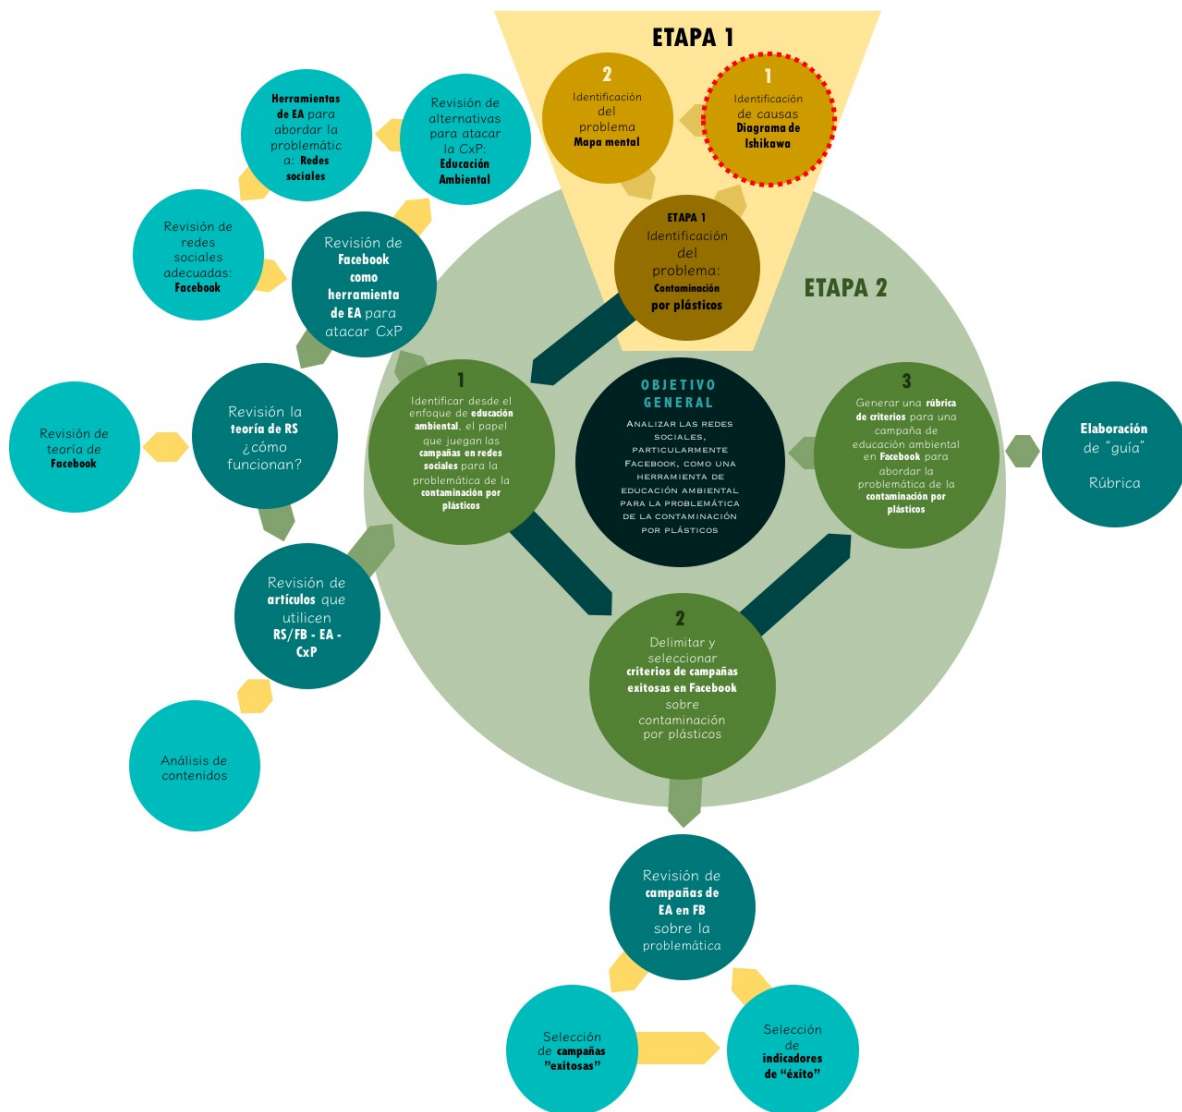 ETAPA 1
2
Identificación
del
problema
Mapa mental
1
Identificación
de causas
Diagrama de
Ishikawa
Herramientas
de EA para
abordar la
problemátic
a: Redes
sociales
Revisión de
alternativas
para atacar
la CxP:
Educación
Ambiental
Revisión de
redes
sociales
adecuadas:
Facebook
Revisión de
Facebook
como
herramienta
de EA para
atacar CxP
ETAPA 1
Identificación
del
problema:
Contaminación
por plásticos
ETAPA 2
1
Identificar desde el
enfoque de educación
ambiental, el papel
que juegan las
campañas en redes
sociales para la
problemática de la
contaminación por
plásticos
OBJETIVO
GENERAL
ANALIZAR LAS REDES
SOCIALES,
PARTICULARMENTE
FACEBOOK, COMO UNA
HERRAMIENTA DE
EDUCACIÓN AMBIENTAL
PARA LA PROBLEMÁTICA
DE LA CONTAMINACIÓN
POR PLÁSTICOS
3
Generar una rúbrica
de criterios para una
campaña de
educación ambiental
en Facebook para
abordar la
problemática de la
contaminación por
plásticos
Elaboración
de "guía"
Rúbrica
Revisión de
teoría de
Facebook
Revisión la
teoría de RS
¿cómo
funcionan?
Revisión de
artículos que
utilicen
RS/FB - EA -
CxP
2
Delimitar y
seleccionar
criterios de campañas
exitosas en Facebook
sobre
contaminación
por plásticos
Análisis de
contenidos
Revisión de
campañas de
EA en FB
sobre la
problemática
Selección
de campañas
"exitosas"
Selección
de
indicadores
de "éxito"